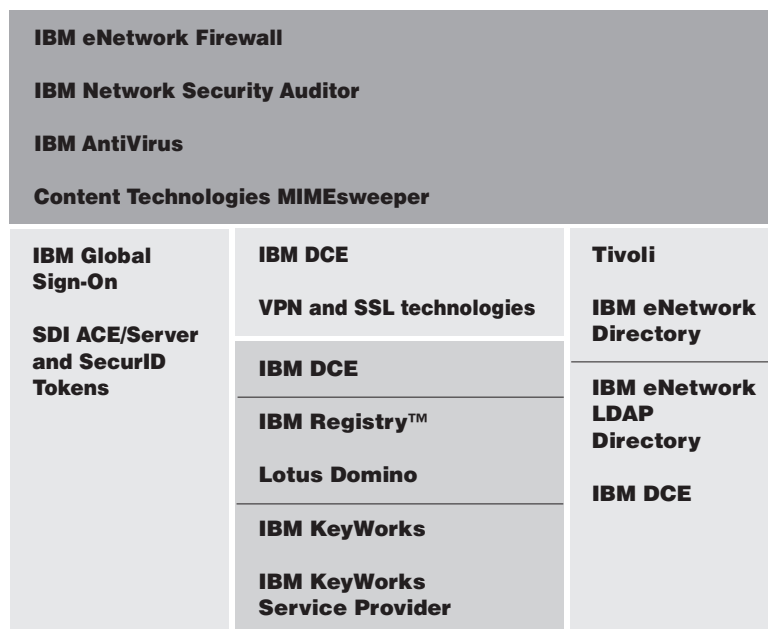 IBM eNetwork Firewall
IBM Network Security Auditor
IBM AntiVirus
Content Technologies MIMEsweeper
IBM Global
Sign-On
SDI ACE/Server
and SecurID
Tokens
IBM DCE
VPN and SSL technologies
IBM DCE
IBM Registry™
Lotus Domino
IBM KeyWorks
IBM KeyWorks
Service Provider
Tivoli
IBM eNetwork
Directory
IBM eNetwork
LDAP
Directory
IBM DCE